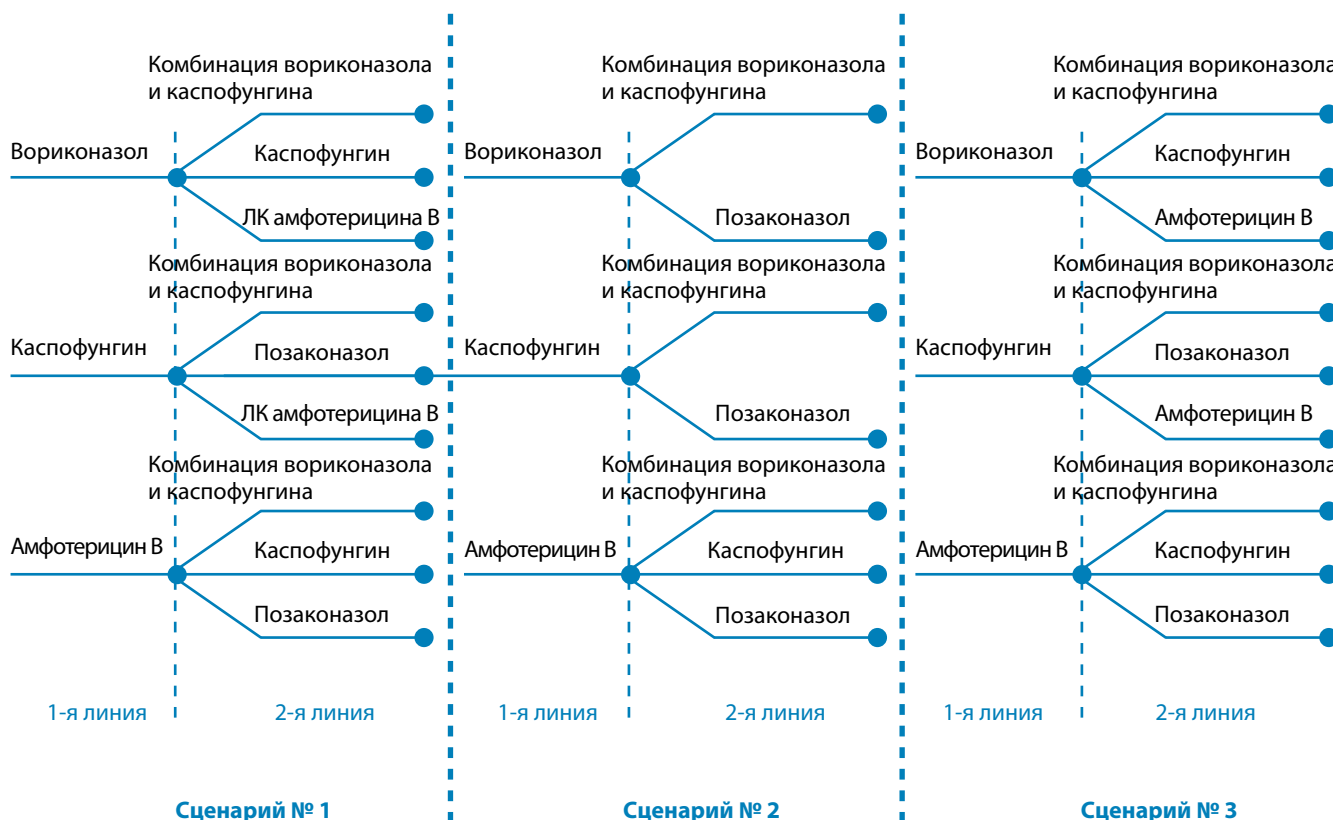 Комбинация вориконазола
и каспофунгина
Вориконазол
Каспофунгин
ЛК амфотерицина В
Комбинация вориконазола
и каспофунгина
Каспофунгин
Позаконазол
ЛК амфотерицина В
Комбинация вориконазола
и каспофунгина
Амфотерицин В
Каспофунгин
Позаконазол
1-я линия
2-я линия
Сценарий № 1
Комбинация вориконазола
и каспофунгина
Вориконазол
Позаконазол
Комбинация вориконазола
и каспофунгина
Каспофунгин
Позаконазол
Комбинация вориконазола
и каспофунгина
Амфотерицин В
Каспофунгин
Позаконазол
1-я линия
2-я линия
Сценарий № 2
Комбинация вориконазола
и каспофунгина
Вориконазол
Каспофунгин
Амфотерицин В
Комбинация вориконазола
и каспофунгина
Каспофунгин
Позаконазол
Амфотерицин В
Комбинация вориконазола
и каспофунгина
Амфотерицин В
Каспофунгин
Позаконазол
1-я линия
2-я линия
Сценарий № 3